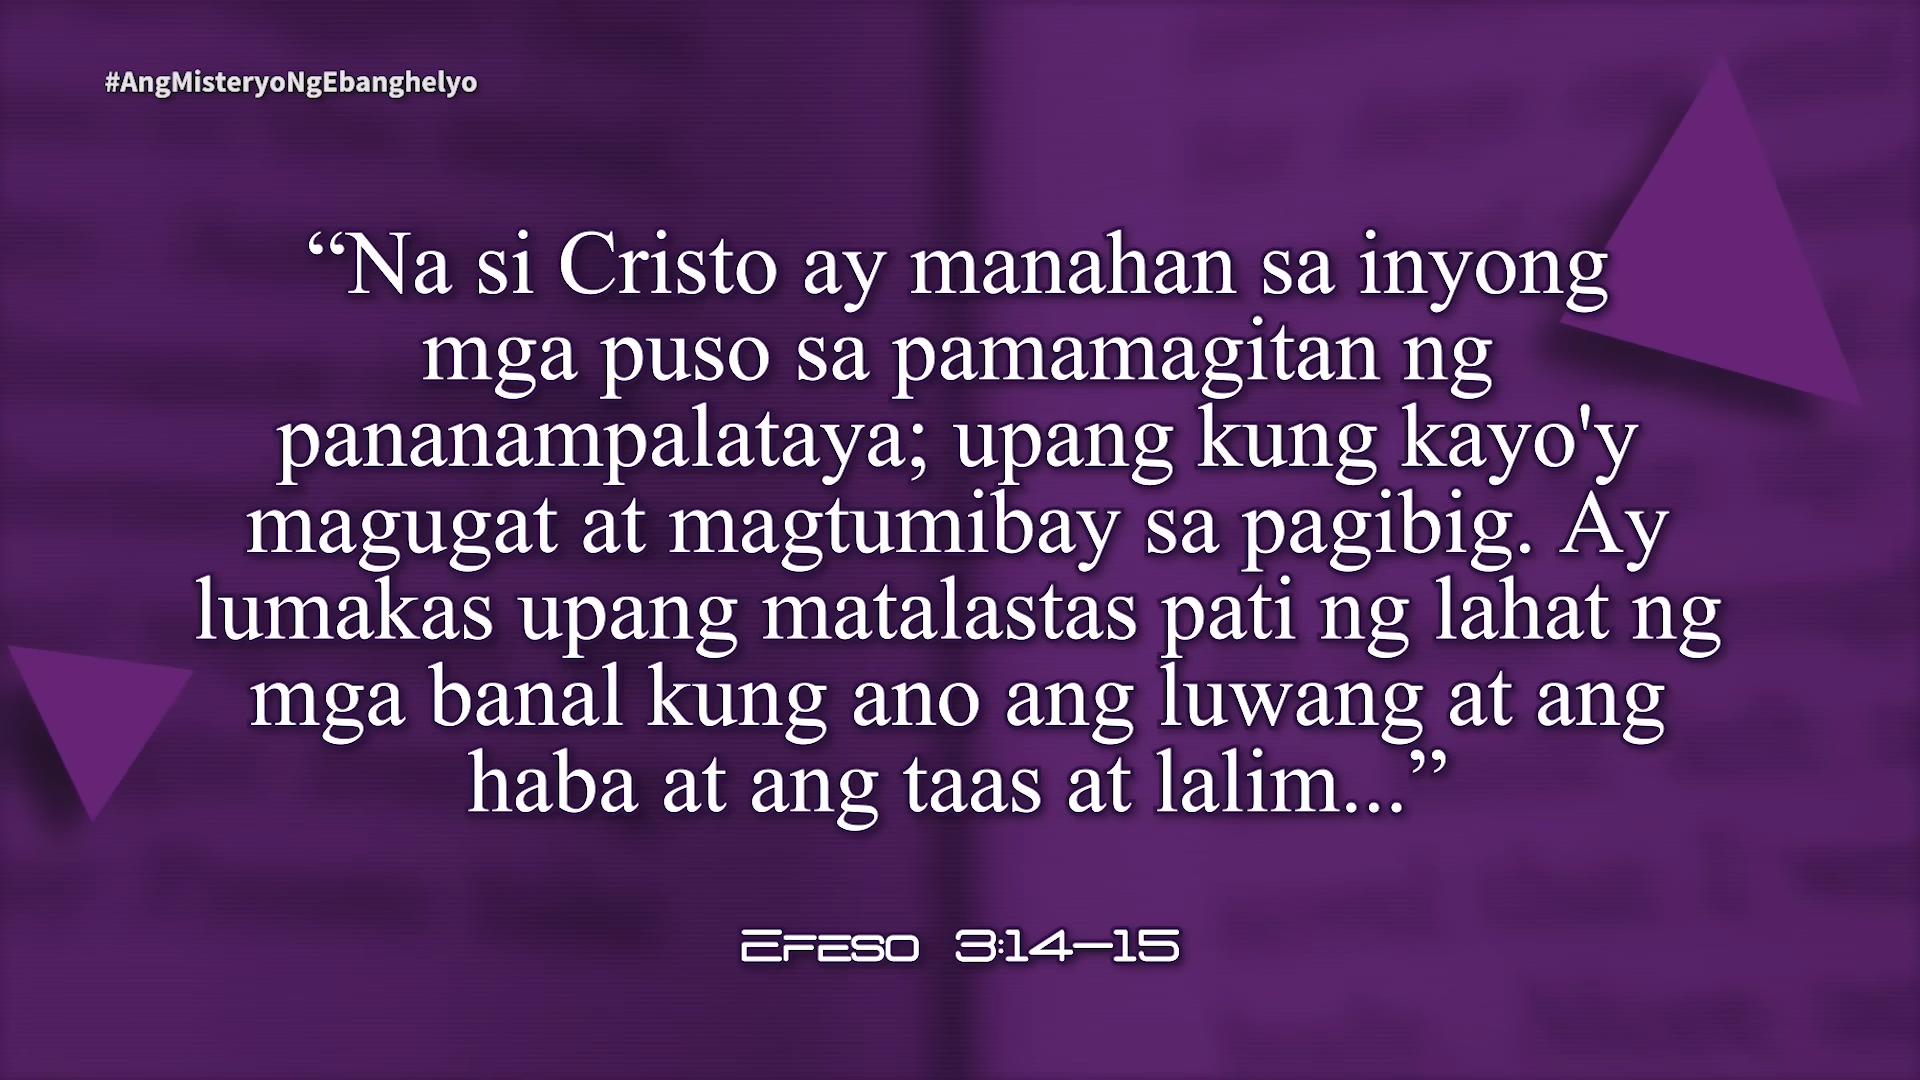 #AngMisteryoNgEbanghelyo
“Na si Cristo ay manahan sa inyong
mga puso sa pamamagitan ng
pananampalataya; upang kung kayo'y
magugat at magtumibay sa pagibig. Ay
lumakas upang matalastas pati ng lahat ng
mga banal kung ano ang luwang at ang
haba at ang taas at lalim...”
Efeso 3:14–15